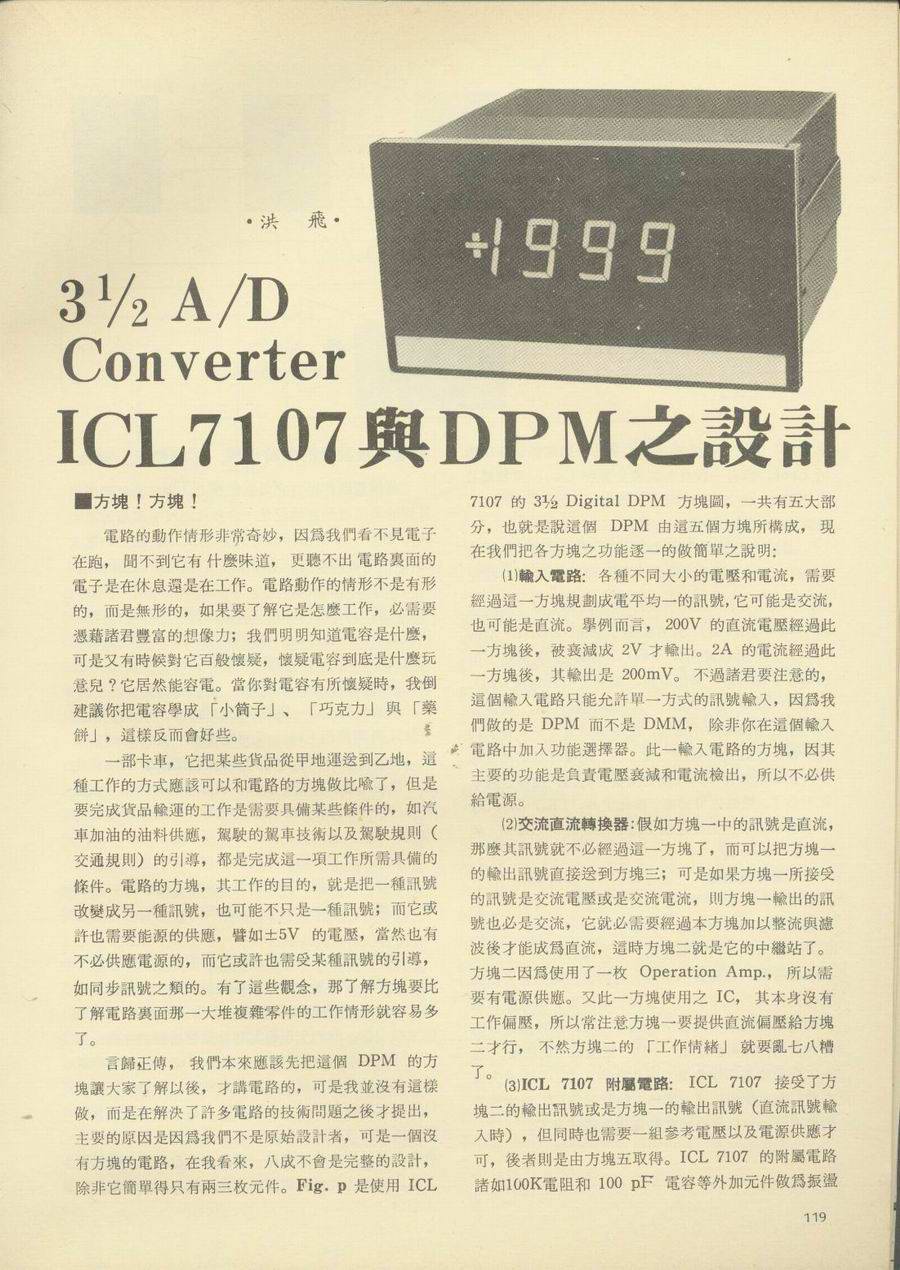 ·洪 飛·
±1999
3½ A/D
Converter
ICL7107與DPM之設計
■方塊！方塊！
電路的動作情形非常奇妙，因爲我們看不見電子
在跑，聞不到它有什麼味道，更聽不出電路裏面的
電子是在休息還是在工作。電路動作的情形不是有形
的，而是無形的，如果要了解它是怎麼工作，必需要
憑藉諸君豐富的想像力；我們明明知道電容是什麼，
可是又有時候對它百般懷疑，懷疑電容到底是什麼玩
意兒？它居然能容電。當你對電容有所懷疑時，我倒
建議你把電容學成「小筒子」、「巧克力」與「藥
餅」，這樣反而會好些。
一部卡車，它把某些貨品從甲地運送到乙地，這
種工作的方式應該可以和電路的方塊做比喩了，但是
要完成貨品輸運的工作是需要具備某些條件的，如汽
車加油的油料供應，駕駛的駕車技術以及駕駛規則（
交通規則）的引導，都是完成這一項工作所需具備的
條件。電路的方塊，其工作的目的，就是把一種訊號
改變成另一種訊號，也可能不只是一種訊號；而它或
許也需要能源的供應，譬如±5V 的電壓，當然也有
不必供應電源的，而它或許也需受某種訊號的引導，
如同步訊號之類的。有了這些觀念，那了解方塊要比
了解電路裏面那一大堆複雜零件的工作情形就容易多
了。
言歸正傳，我們本來應該先把這個 DPM 的方
塊讓大家了解以後，才講電路的，可是我並沒有這樣
做，而是在解決了許多電路的技術問題之後才提出，
主要的原因是因爲我們不是原始設計者，可是一個沒
有方塊的電路，在我看來，八成不會是完整的設計，
除非它簡單得只有兩三枚元件。Fig. p 是使用 ICL
7107 的 3½ Digital DPM 方塊圖，一共有五大部
分，也就是說這個 DPM 由這五個方塊所構成，現
在我們把各方塊之功能逐一的做簡單之說明：
⑴輸入電路：各種不同大小的電壓和電流，需要
經過這一方塊規劃成電平均一的訊號，它可能是交流，
也可能是直流。舉例而言，200V 的直流電壓經過此
一方塊後，被衰減成 2V 才輸出。2A 的電流經過此
一方塊後，其輸出是 200mV。不過諸君要注意的，
這個輸入電路只能允許單一方式的訊號輸入，因爲我
們做的是 DPM 而不是 DMM，除非你在這個輸入
電路中加入功能選擇器。此一輸入電路的方塊，因其
主要的功能是負責電壓衰減和電流檢出，所以不必供
給電源。
⑵交流直流轉換器：假如方塊一中的訊號是直流，
那麼其訊號就不必經過這一方塊了，而可以把方塊一
的輸出訊號直接送到方塊三；可是如果方塊一所接受
的訊號是交流電壓或是交流電流，則方塊一輸出的訊
號也必是交流，它就必需要經過本方塊加以整流與濾
波後才能成爲直流，這時方塊二就是它的中繼站了。
方塊二因爲使用了一枚 Operation Amp.，所以需
要有電源供應。又此一方塊使用之 IC，其本身沒有
工作偏壓，所以常注意方塊一要提供直流偏壓給方塊
二才行，不然方塊二的「工作情緒」就要亂七八糟
了。
⑶ICL 7107 附屬電路：ICL 7107 接受了方
塊二的輸出訊號或是方塊一的輸出訊號（直流訊號輸
入時），但同時也需要一組參考電壓以及電源供應才
可，後者則是由方塊五取得。ICL 7107 的附屬電路
諸如100K電阻和 100 pF 電容等外加元件做爲振盪
119